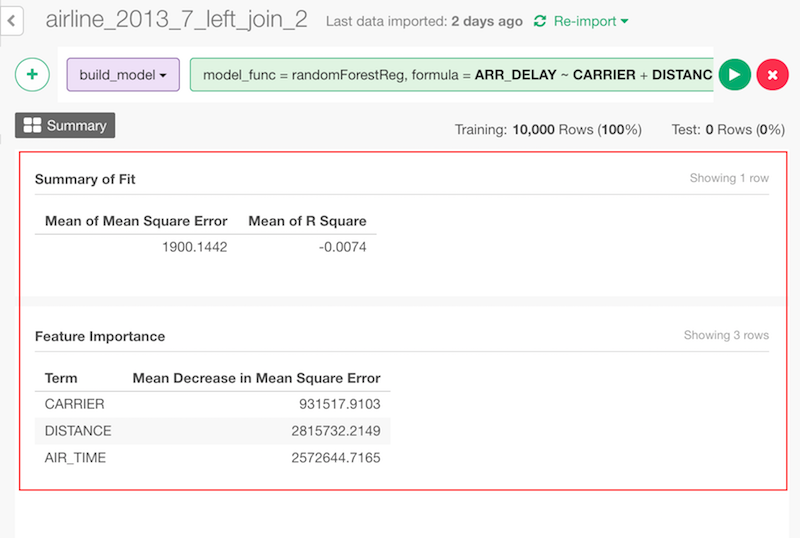 airline_2013_7_left_join_2 Last data imported: 2 days ago Re-import
build_model model_func = randomForestReg, formula = ARR_DELAY ~ CARRIER + DISTANC
Summary Training: 10,000 Rows (100%) Test: 0 Rows (0%)
Summary of Fit Showing 1 row
Mean of Mean Square Error Mean of R Square
1900.1442 -0.0074
Feature Importance Showing 3 rows
Term Mean Decrease in Mean Square Error
CARRIER 931517.9103
DISTANCE 2815732.2149
AIR_TIME 2572644.7165